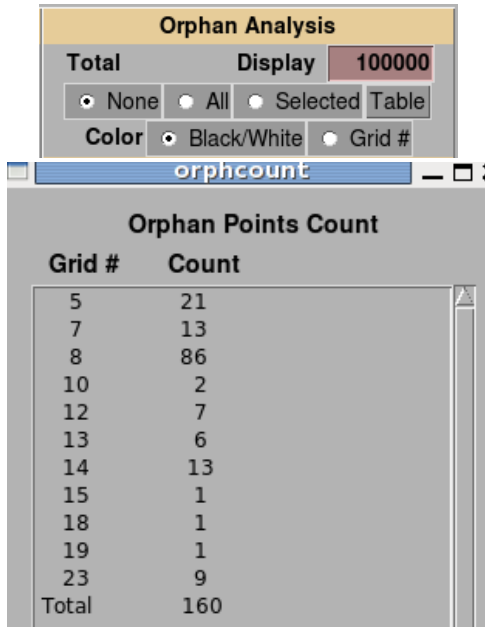 Orphan Analysis
Total Display 100000
None All Selected Table
Color Black/White Grid #
orphcount
Orphan Points Count
Grid # Count
5 21
7 13
8 86
10 2
12 7
13 6
14 13
15 1
18 1
19 1
23 9
Total 160